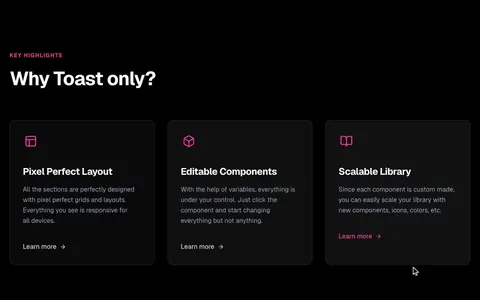 KEY HIGHLIGHTS
Why Toast only?
Pixel Perfect Layout
All the sections are perfectly designed
with pixel perfect grids and layouts.
Everything you see is responsive for
all devices.
Learn more →
Editable Components
With the help of variables, everything is
under your control. Just click the
component and start changing
everything but not anything.
Learn more →
Scalable Library
Since each component is custom made,
you can easily scale your library with
new components, icons, colors, etc.
Learn more →